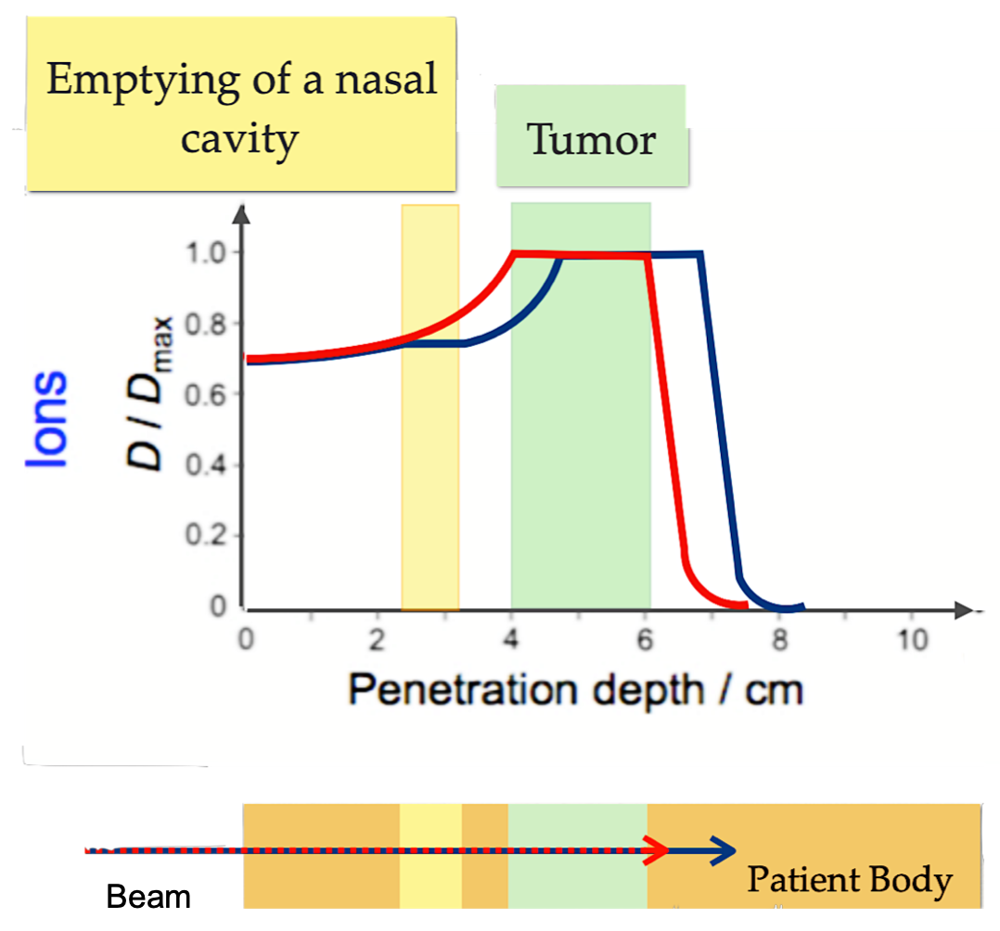 Emptying of a nasal
cavity
Tumor
Ions
D / Dmax
1.0
0.8
0.6
0.4
0.2
0
0 2 4 6 8 10
Penetration depth / cm
Beam
Patient Body